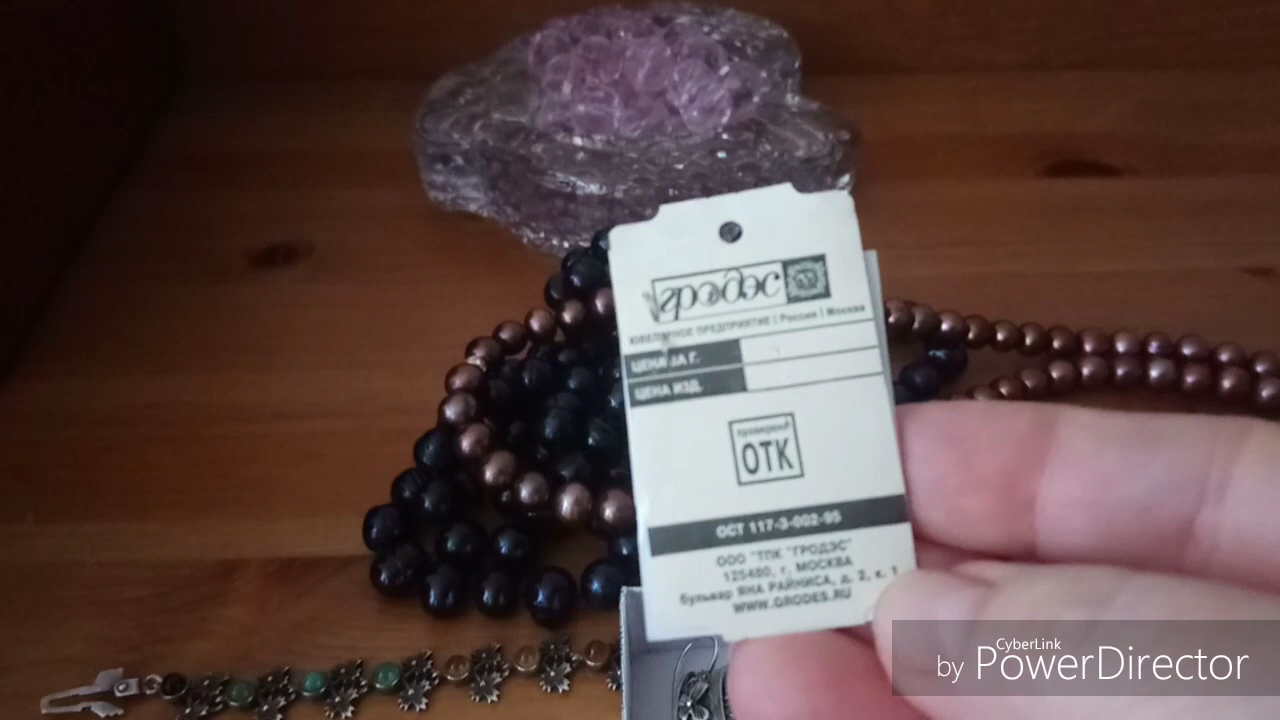 гродэс
ЮВЕЛИРНОЕ ПРЕДПРИЯТИЕ | Россия | Москва
ЦЕНА ЗА Г.
ЦЕНА ИЗД.
проверено
ОТК
ОСТ 117-3-002-95
ООО "ТПК "ГРОДЭС"
125480, г. МОСКВА
бульвар ЯНА РАЙНИСА, д. 2, к. 1
WWW.GRODES.RU
CyberLink
by PowerDirector